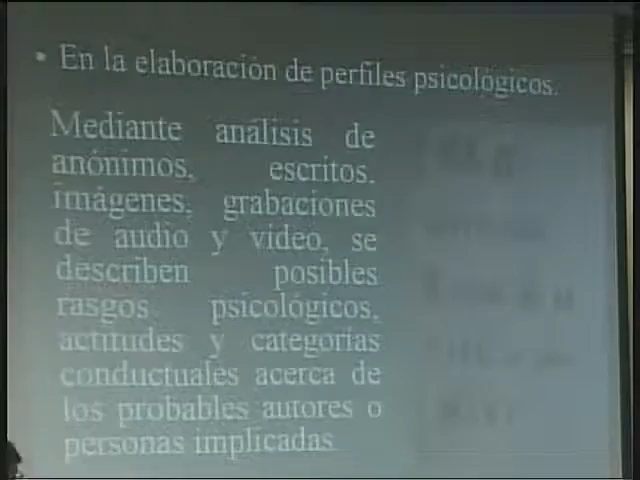 • En la elaboración de perfiles psicológicos.
Mediante análisis de
anónimos, escritos,
imágenes, grabaciones
de audio y video, se
describen posibles
rasgos psicológicos,
actitudes y categorías
conductuales acerca de
los probables autores o
personas implicadas.